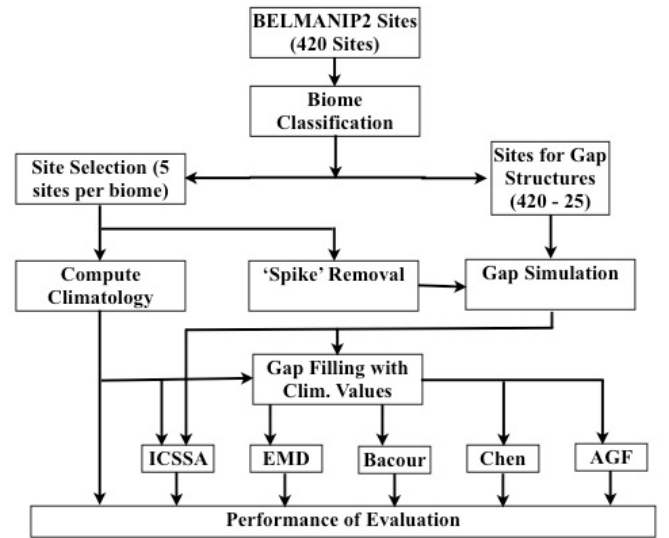 BELMANIP2 Sites
(420 Sites)
Biome
Classification
Site Selection (5
sites per biome)
Sites for Gap
Structures
(420 - 25)
Compute
Climatology
‘Spike’ Removal
Gap Simulation
Gap Filling with
Clim. Values
ICSSA
EMD
Bacour
Chen
AGF
Performance of Evaluation